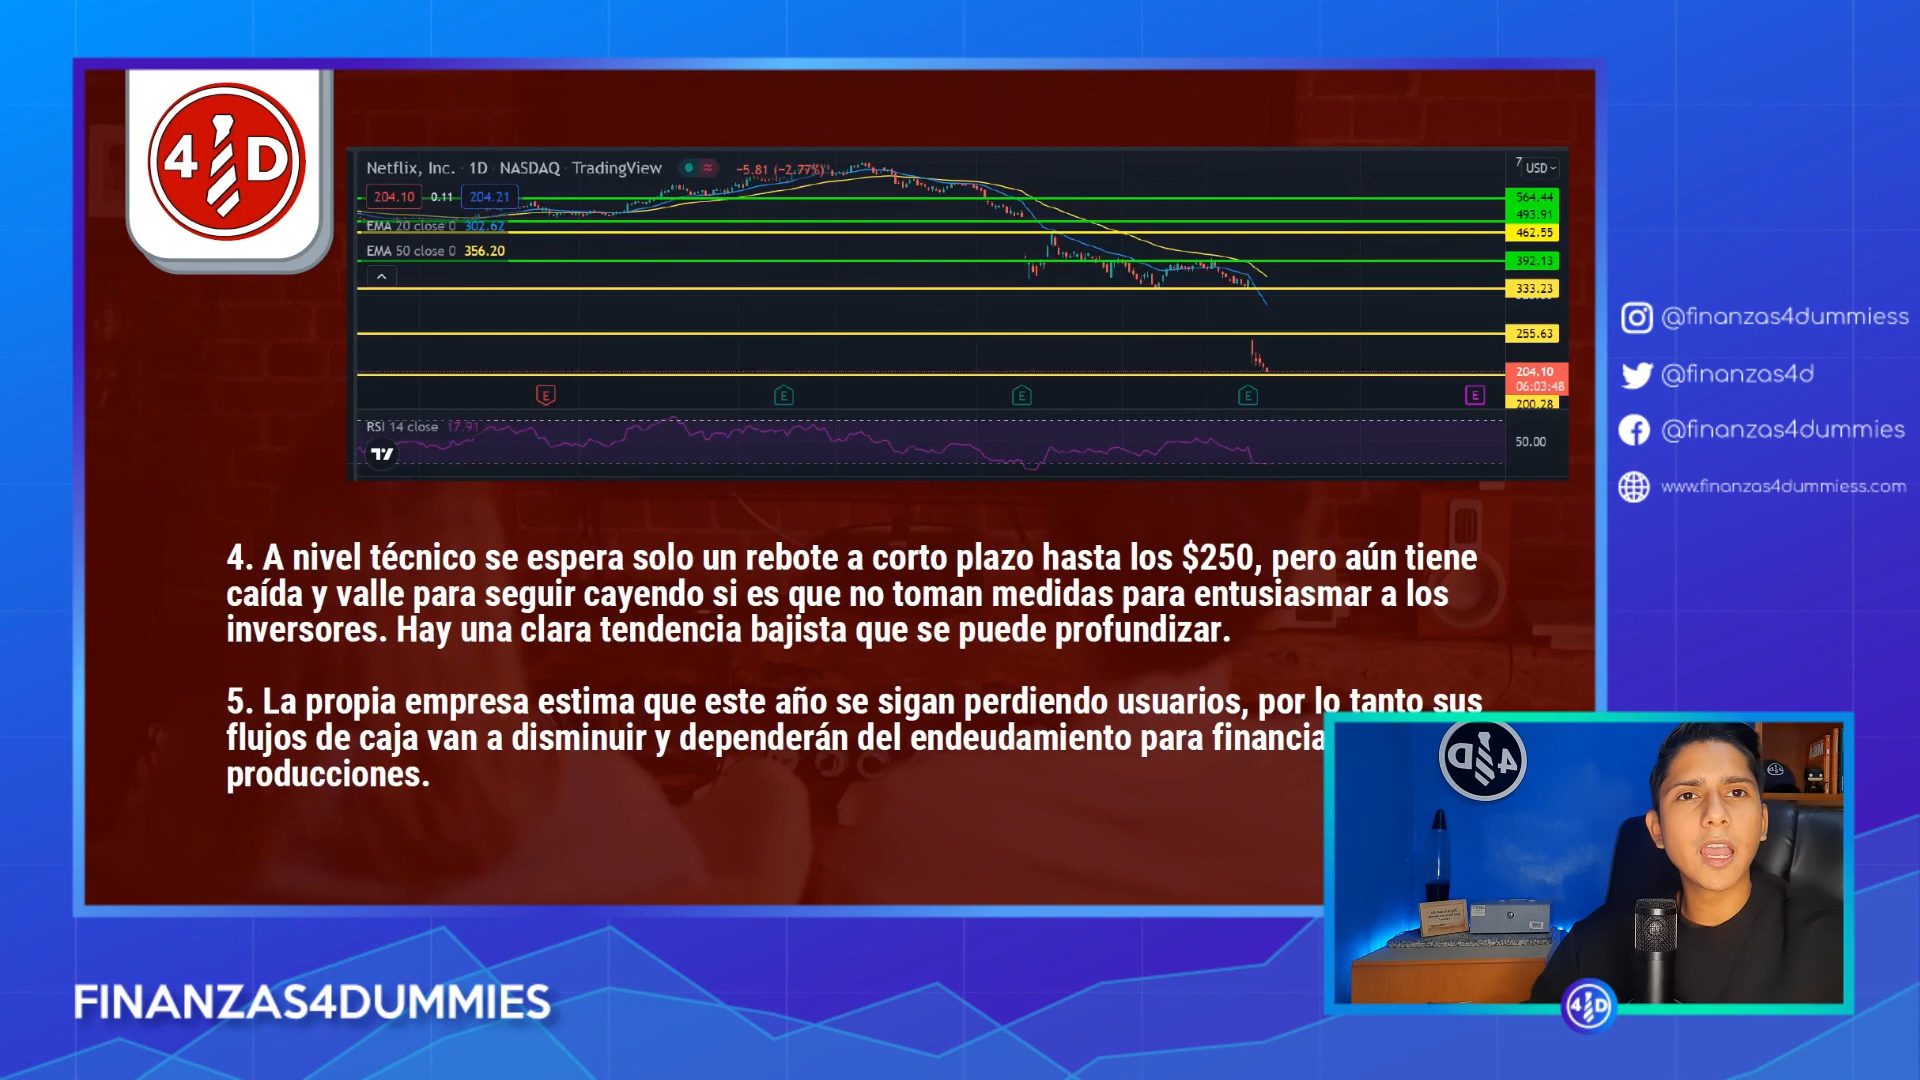 4 D
Netflix, Inc. · 1D · NASDAQ · TradingView
−5.81 (−2.77%)
7
USD
204.10 0.11 204.21
EMA 20 close 0 302.62
EMA 50 close 0 356.20
564.44
493.91
462.55
392.13
333.23
255.63
204.10
06:03:48
200.28
E E E E E
RSI 14 close 17.91
50.00
@finanzas4dummiess
@finanzas4d
@finanzas4dummies
www.finanzas4dummiess.com
4. A nivel técnico se espera solo un rebote a corto plazo hasta los $250, pero aún tiene
caída y valle para seguir cayendo si es que no toman medidas para entusiasmar a los
inversores. Hay una clara tendencia bajista que se puede profundizar.
5. La propia empresa estima que este año se sigan perdiendo usuarios, por lo tanto sus
flujos de caja van a disminuir y dependerán del endeudamiento para financia
producciones.
4 D
4 D
FINANZAS4DUMMIES